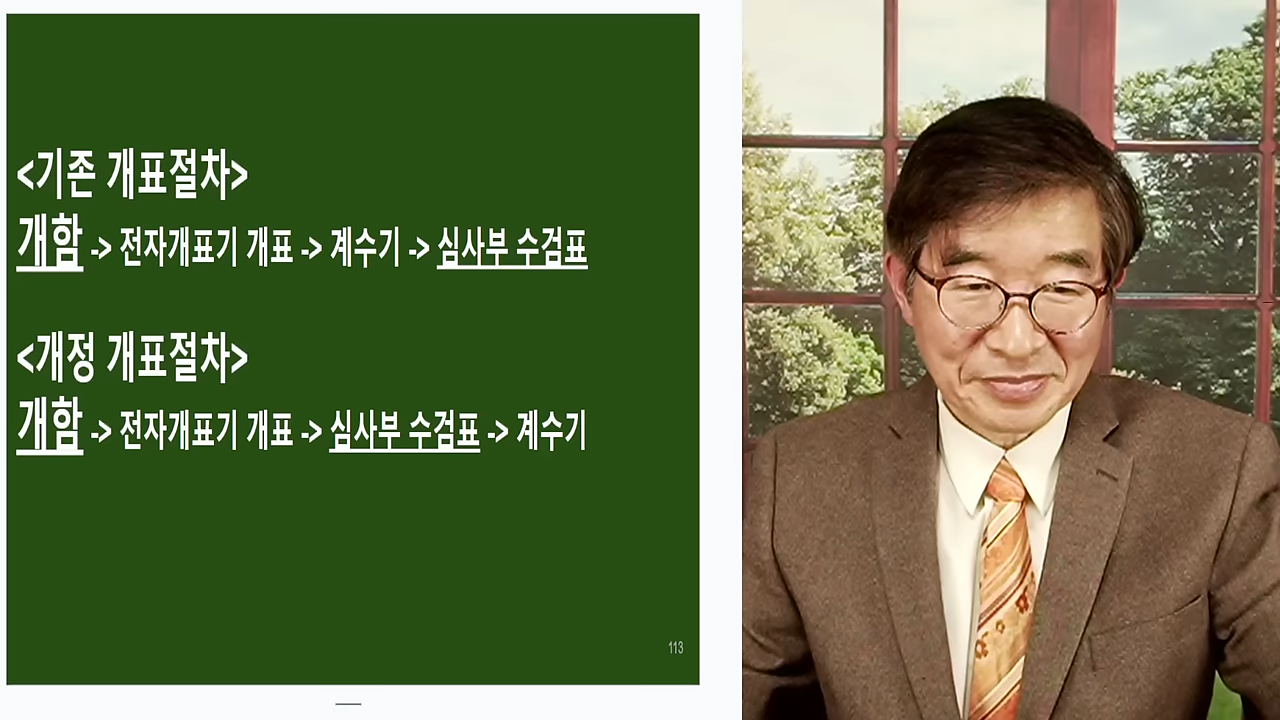 <기존 개표절차>
개함 -> 전자개표기 개표 -> 계수기 -> 심사부 수검표
<개정 개표절차>
개함 -> 전자개표기 개표 -> 심사부 수검표 -> 계수기
113